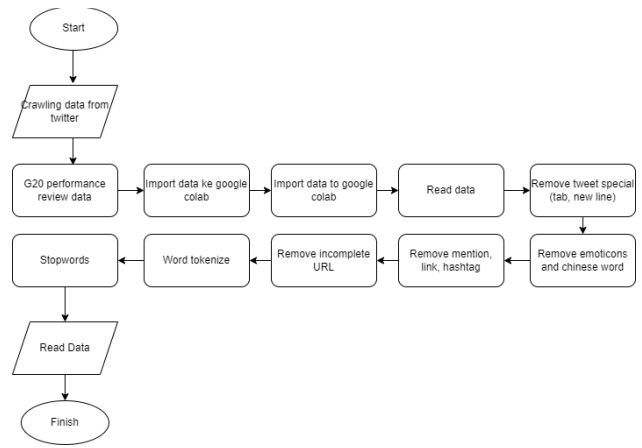 Start
Crawling data from
twitter
G20 performance
review data
Import data ke google
colab
Import data to google
colab
Read data
Remove tweet special
(tab, new line)
Remove emoticons
and chinese word
Remove mention,
link, hashtag
Remove incomplete
URL
Word tokenize
Stopwords
Read Data
Finish